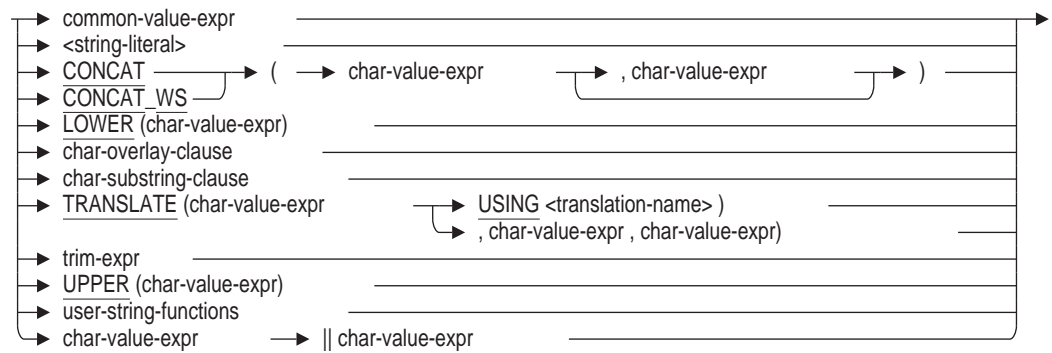 common-value-expr
<string-literal>
CONCAT ( char-value-expr , char-value-expr )
CONCAT_WS
LOWER (char-value-expr)
char-overlay-clause
char-substring-clause
TRANSLATE (char-value-expr USING <translation-name> )
, char-value-expr , char-value-expr)
trim-expr
UPPER (char-value-expr)
user-string-functions
char-value-expr || char-value-expr